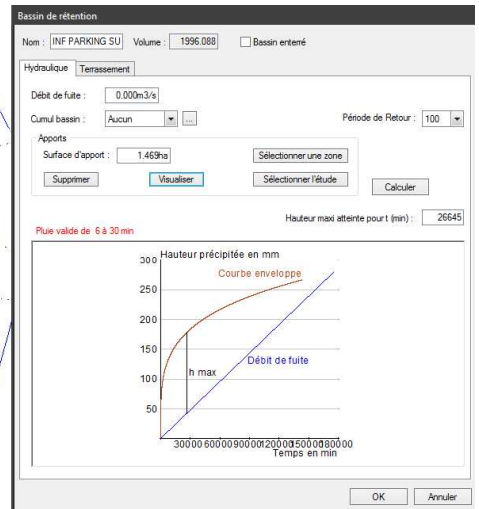 Bassin de rétention
Nom : INF PARKING SU Volume : 1996.088 Bassin enterré
Hydraulique Terrassement
Débit de fuite : 0.000m3/s
Cumul bassin : Aucun ... Période de Retour : 100
Apports
Surface d'apport : 1.469ha Sélectionner une zone
Supprimer Visualiser Sélectionner l'étude Calculer
Hauteur maxi atteinte pour t (min) : 26645
Pluie valide de 6 à 30 min
Hauteur précipitée en mm
300
Courbe enveloppe
250
200
150
Débit de fuite
h max
100
50
30000 60000 90000 120000 150000 180000
Temps en min
OK Annuler